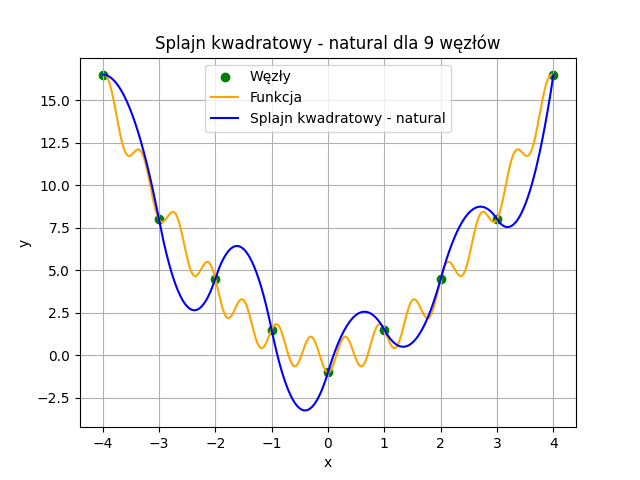 Splajn kwadratowy - natural dla 9 węzłów
Węzły
Funkcja
Splajn kwadratowy - natural
y
15.0
12.5
10.0
7.5
5.0
2.5
0.0
−2.5
−4 −3 −2 −1 0 1 2 3 4
x